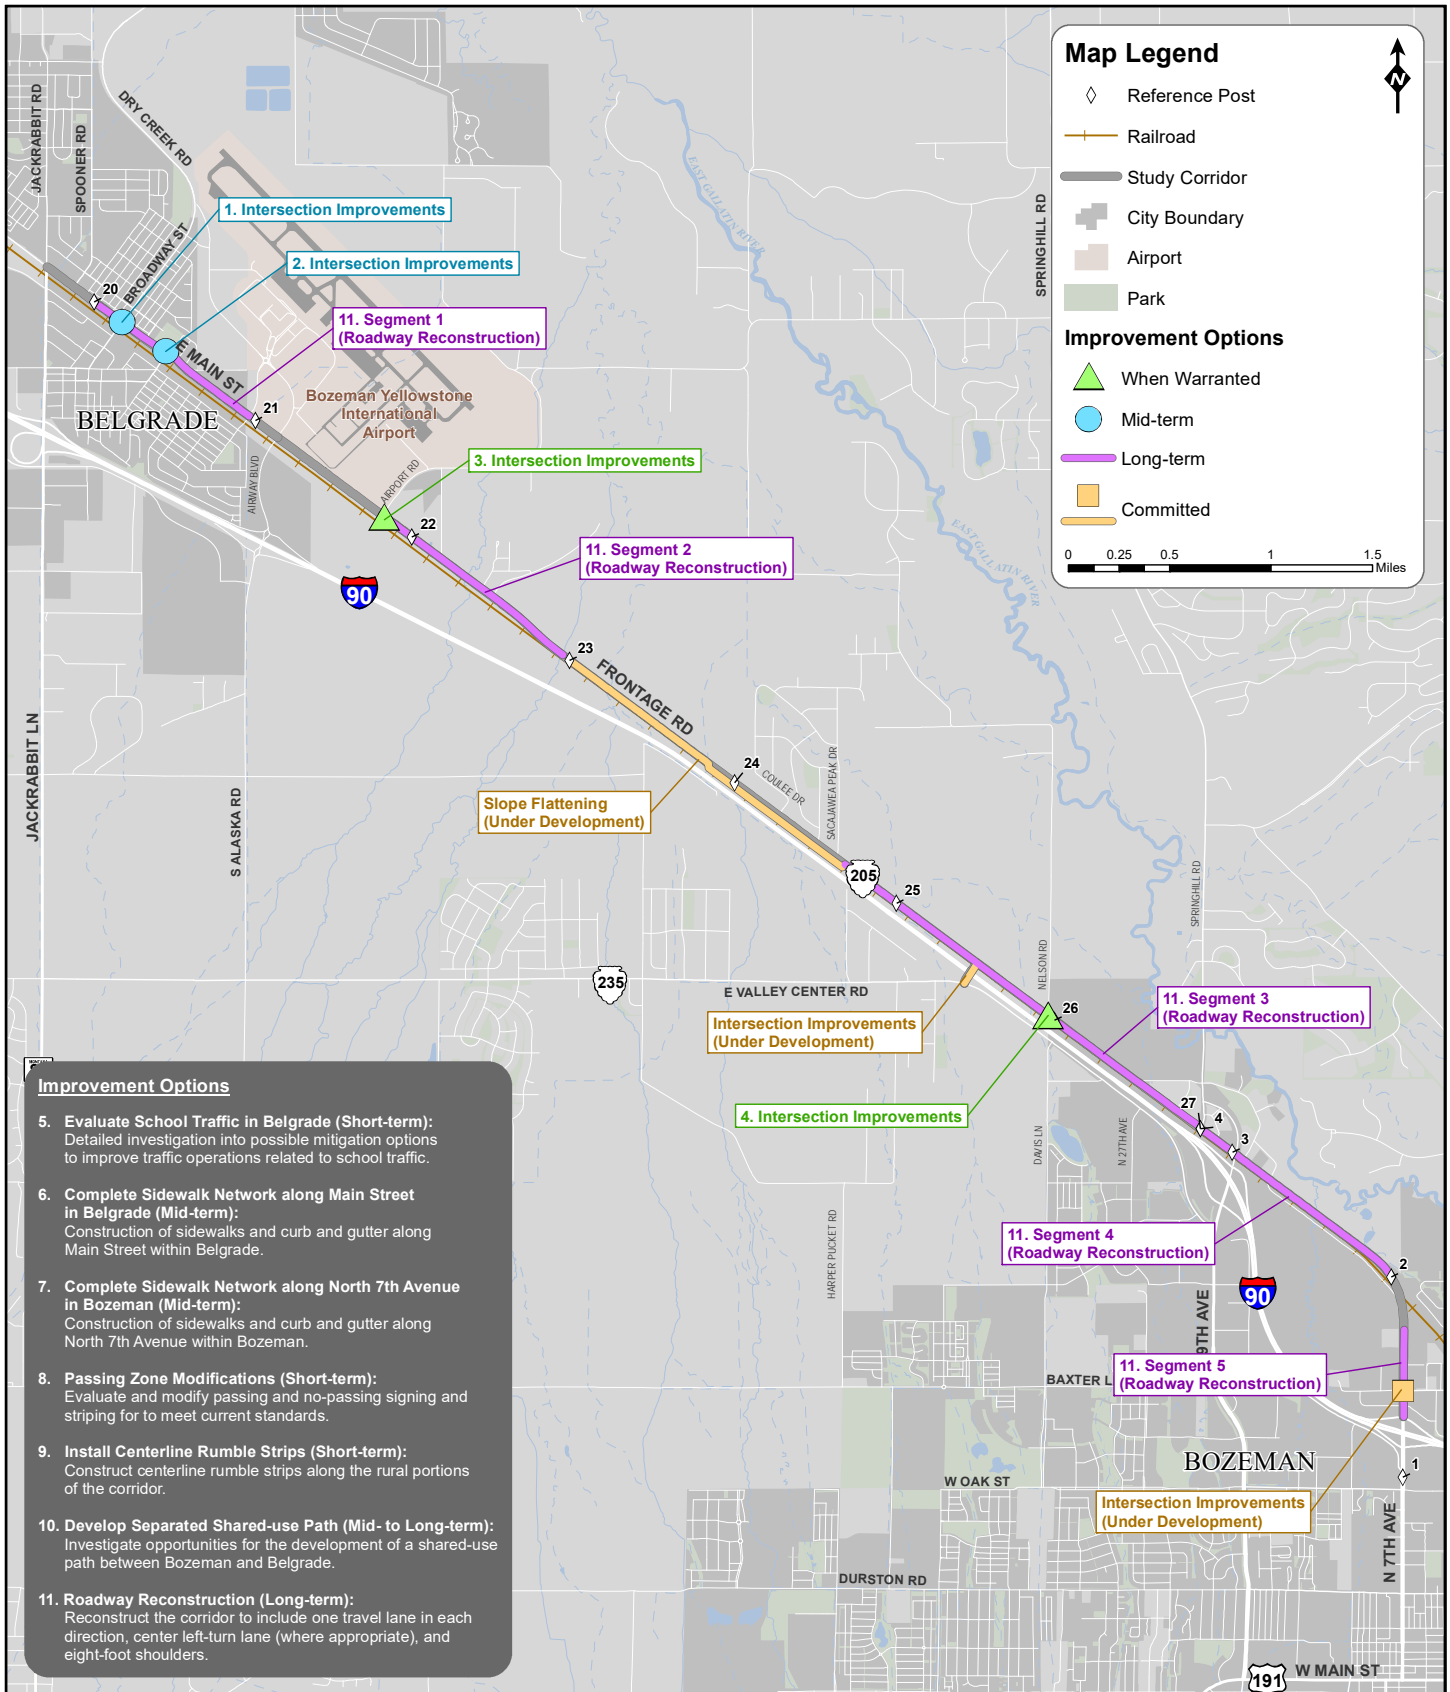 Map Legend
N
Reference Post
Railroad
Study Corridor
City Boundary
Airport
Park
Improvement Options
When Warranted
Mid-term
Long-term
Committed
0 0.25 0.5 1 1.5
Miles
JACKRABBIT RD
SPOONER RD
DRY CREEK RD
BROADWAY ST
1. Intersection Improvements
2. Intersection Improvements
20
11. Segment 1
(Roadway Reconstruction)
E MAIN ST
BELGRADE
21
Bozeman Yellowstone
International
Airport
AIRWAY BLVD
AIRPORT RD
3. Intersection Improvements
22
90
11. Segment 2
(Roadway Reconstruction)
EAST GALLATIN RIVER
EAST GALLATIN RIVER
SPRINGHILL RD
23
FRONTAGE RD
24
COULEE DR
SACAJAWEA PEAK DR
JACKRABBIT LN
S ALASKA RD
Slope Flattening
(Under Development)
205
25
SPRINGHILL RD
235
E VALLEY CENTER RD
NELSON RD
Intersection Improvements
(Under Development)
26
11. Segment 3
(Roadway Reconstruction)
4. Intersection Improvements
27
4
3
DAVIS LN
N 27TH AVE
HARPER PUCKET RD
11. Segment 4
(Roadway Reconstruction)
2
90
9TH AVE
11. Segment 5
(Roadway Reconstruction)
BAXTER L
BOZEMAN
1
W OAK ST
Intersection Improvements
(Under Development)
N 7TH AVE
DURSTON RD
191
W MAIN ST
Improvement Options
5. Evaluate School Traffic in Belgrade (Short-term):
Detailed investigation into possible mitigation options
to improve traffic operations related to school traffic.
6. Complete Sidewalk Network along Main Street
in Belgrade (Mid-term):
Construction of sidewalks and curb and gutter along
Main Street within Belgrade.
7. Complete Sidewalk Network along North 7th Avenue
in Bozeman (Mid-term):
Construction of sidewalks and curb and gutter along
North 7th Avenue within Bozeman.
8. Passing Zone Modifications (Short-term):
Evaluate and modify passing and no-passing signing and
striping for to meet current standards.
9. Install Centerline Rumble Strips (Short-term):
Construct centerline rumble strips along the rural portions
of the corridor.
10. Develop Separated Shared-use Path (Mid- to Long-term):
Investigate opportunities for the development of a shared-use
path between Bozeman and Belgrade.
11. Roadway Reconstruction (Long-term):
Reconstruct the corridor to include one travel lane in each
direction, center left-turn lane (where appropriate), and
eight-foot shoulders.